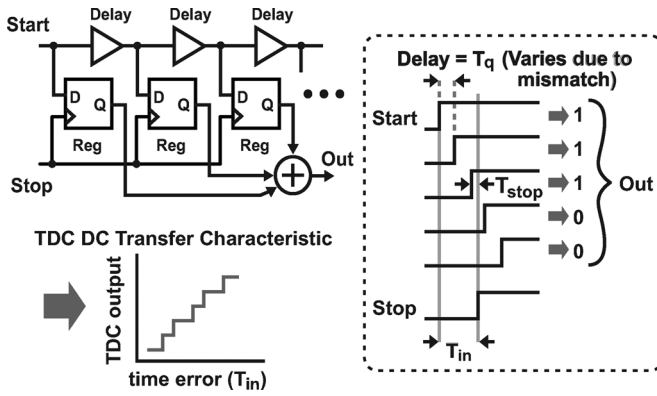 Start
Delay Delay Delay
D Q D Q D Q
Reg Reg Reg
Stop
Out
TDC DC Transfer Characteristic
TDC output
time error (Tin)
Delay = Tq (Varies due to
mismatch)
Start
1
1
1
Tstop
0
0
Out
Stop
Tin